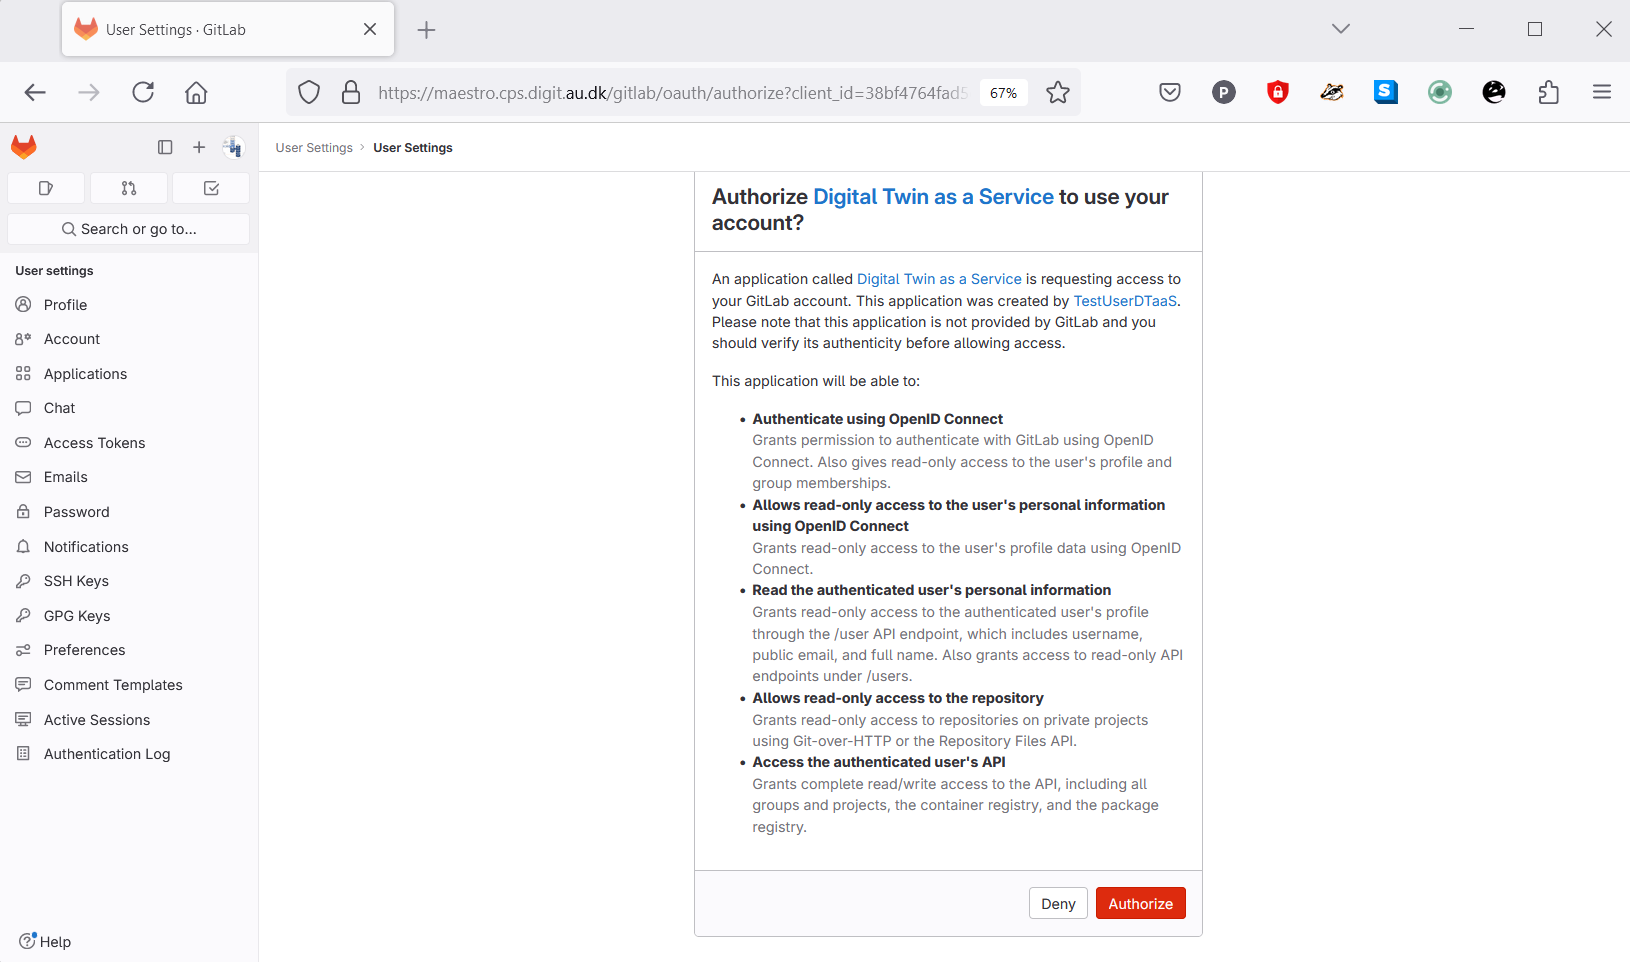 User Settings · GitLab
https://maestro.cps.digit.au.dk/gitlab/oauth/authorize?client_id=38bf4764fad5
67%
P
S
User Settings › User Settings
Search or go to...
User settings
Profile
Account
Applications
Chat
Access Tokens
Emails
Password
Notifications
SSH Keys
GPG Keys
Preferences
Comment Templates
Active Sessions
Authentication Log
Help
Authorize Digital Twin as a Service to use your
account?
An application called Digital Twin as a Service is requesting access to
your GitLab account. This application was created by TestUserDTaaS.
Please note that this application is not provided by GitLab and you
should verify its authenticity before allowing access.
This application will be able to:
• Authenticate using OpenID Connect
Grants permission to authenticate with GitLab using OpenID
Connect. Also gives read-only access to the user's profile and
group memberships.
• Allows read-only access to the user's personal information
using OpenID Connect
Grants read-only access to the user's profile data using OpenID
Connect.
• Read the authenticated user's personal information
Grants read-only access to the authenticated user's profile
through the /user API endpoint, which includes username,
public email, and full name. Also grants access to read-only API
endpoints under /users.
• Allows read-only access to the repository
Grants read-only access to repositories on private projects
using Git-over-HTTP or the Repository Files API.
• Access the authenticated user's API
Grants complete read/write access to the API, including all
groups and projects, the container registry, and the package
registry.
Deny
Authorize